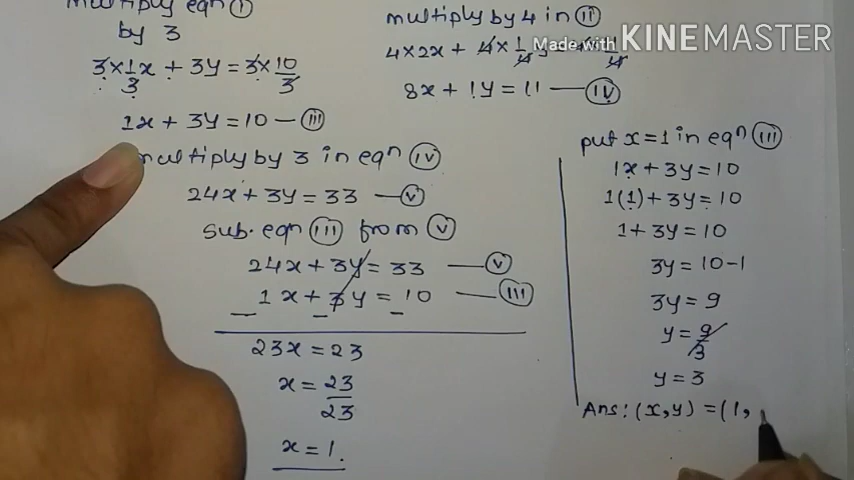 multiply eqn I
by 3
3×1/3x + 3y = 3×10/3
1x + 3y = 10 — III
multiply by 3 in eqn IV
24x + 3y = 33 — V
sub. eqn III from V
24x + 3y = 33 — V
1x + 3y = 10 — III
23x = 23
x = 23/23
x = 1.
multiply by 4 in II
4×2x + 4×1/4
8x + 1y = 11 — IV
put x=1 in eqn III
1x + 3y = 10
1(1) + 3y = 10
1 + 3y = 10
3y = 10-1
3y = 9
y = 9/3
y = 3
Ans: (x,y) = (1,
Made with KINEMASTER